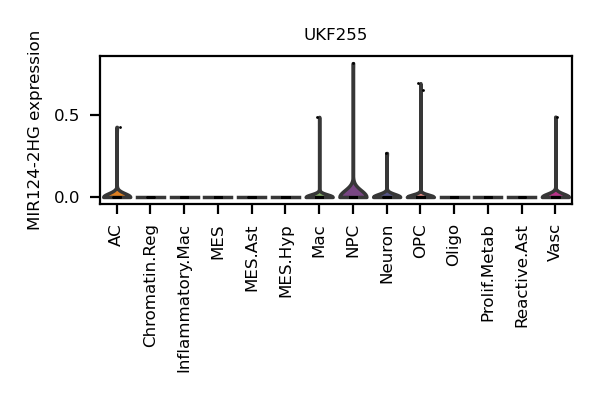 UKF255
MIR124-2HG expression
0.5
0.0
AC
Chromatin.Reg
Inflammatory.Mac
MES
MES.Ast
MES.Hyp
Mac
NPC
Neuron
OPC
Oligo
Prolif.Metab
Reactive.Ast
Vasc